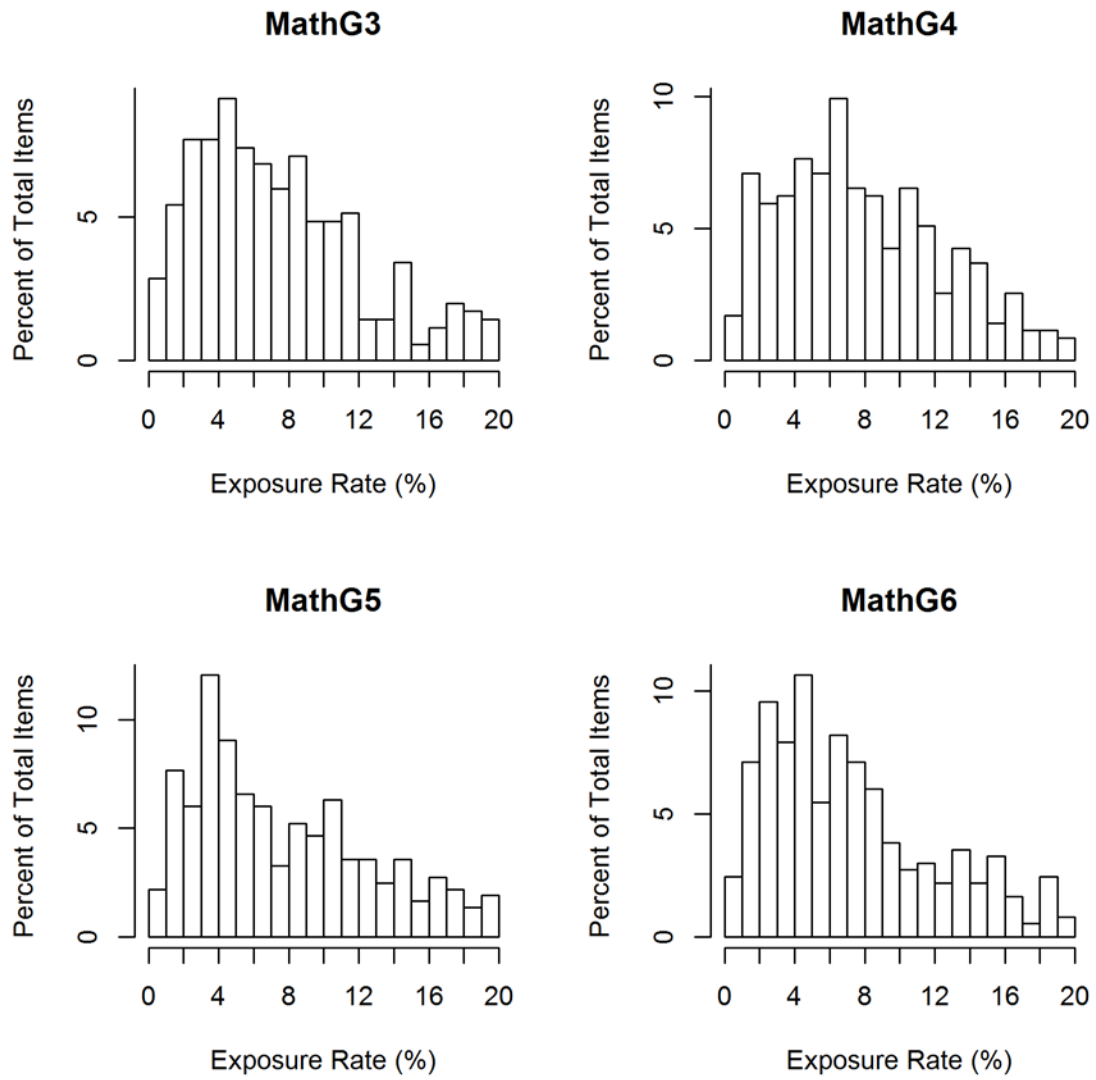 MathG3
Percent of Total Items
5
0
0 4 8 12 16 20
Exposure Rate (%)
MathG4
Percent of Total Items
10
5
0
0 4 8 12 16 20
Exposure Rate (%)
MathG5
Percent of Total Items
10
5
0
0 4 8 12 16 20
Exposure Rate (%)
MathG6
Percent of Total Items
10
5
0
0 4 8 12 16 20
Exposure Rate (%)